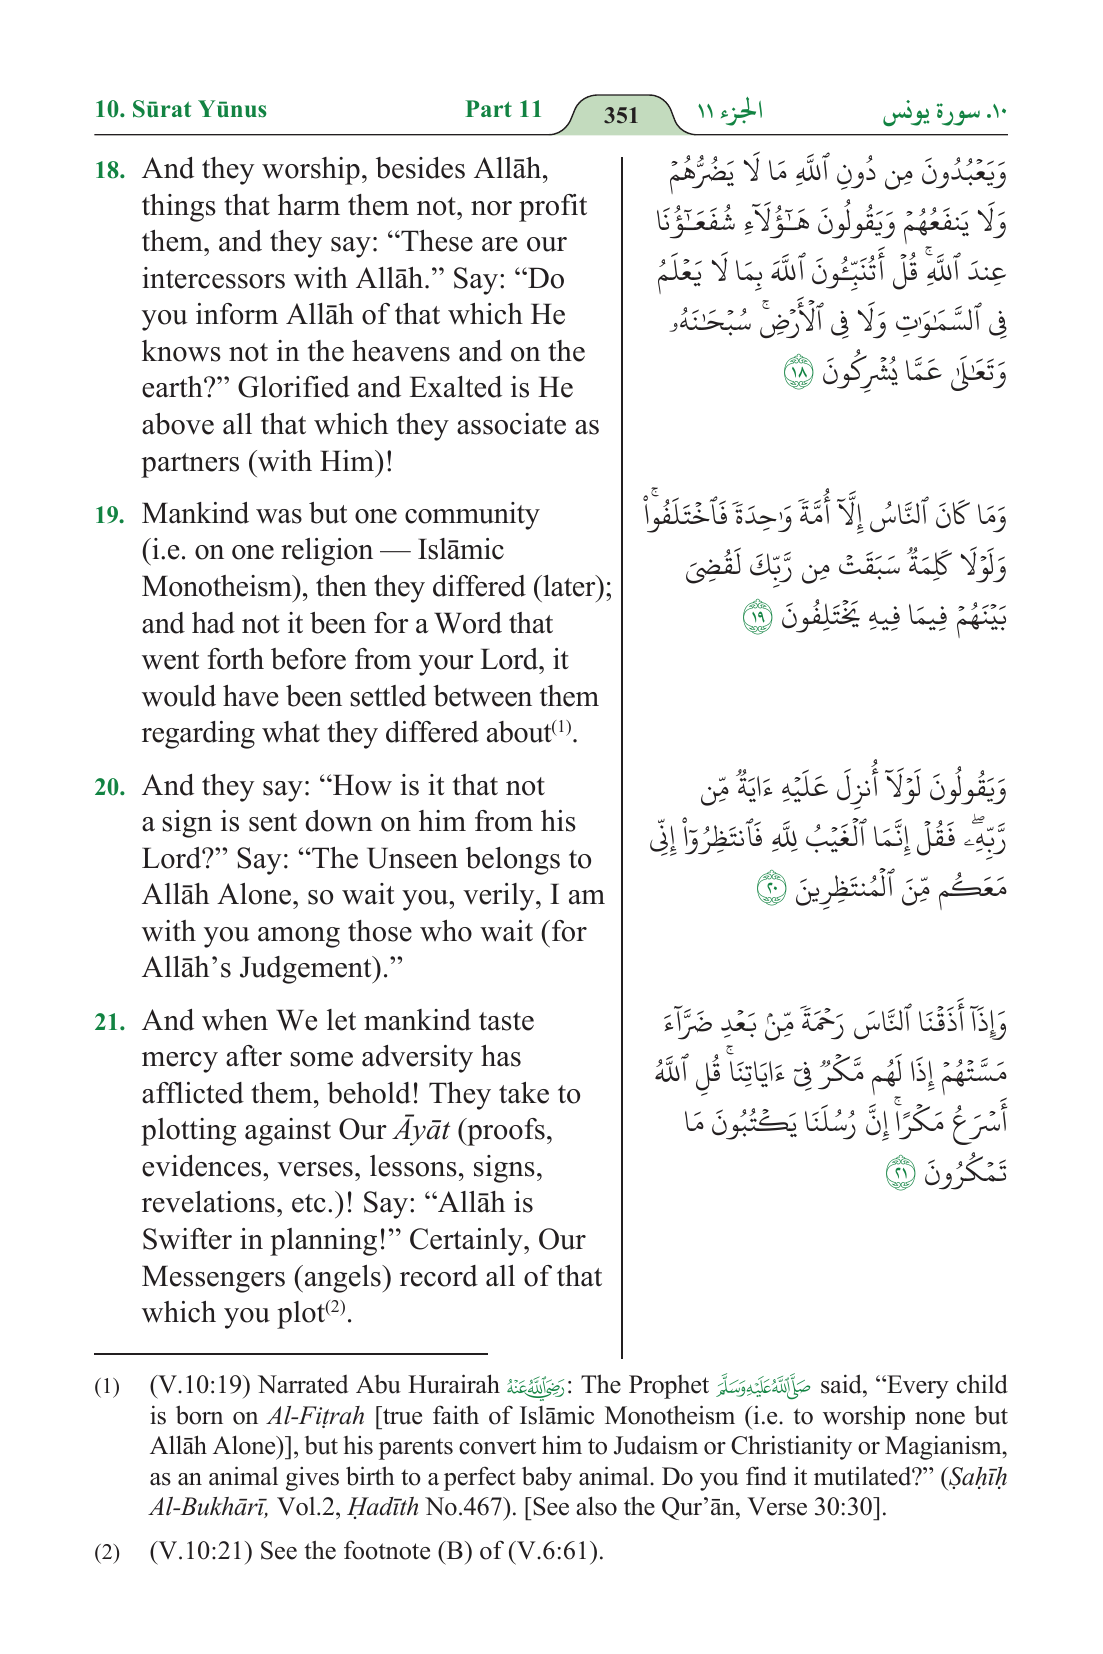 10. Sūrat Yūnus
Part 11
351
الجزء ١١
١٠. سورة يونس
18. And they worship, besides Allāh,
things that harm them not, nor profit
them, and they say: “These are our
intercessors with Allāh.” Say: “Do
you inform Allāh of that which He
knows not in the heavens and on the
earth?” Glorified and Exalted is He
above all that which they associate as
partners (with Him)!
وَيَعۡبُدُونَ مِن دُونِ ٱللَّهِ مَا لَا يَضُرُّهُمۡ
وَلَا يَنفَعُهُمۡ وَيَقُولُونَ هَـٰٓؤُلَآءِ شُفَعَـٰٓؤُنَا
عِندَ ٱللَّهِۚ قُلۡ أَتُنَبِّـُٔونَ ٱللَّهَ بِمَا لَا يَعۡلَمُ
فِى ٱلسَّمَـٰوَٰتِ وَلَا فِى ٱلۡأَرۡضِۚ سُبۡحَـٰنَهُۥ
وَتَعَـٰلَىٰ عَمَّا يُشۡرِكُونَ ١٨
19. Mankind was but one community
(i.e. on one religion — Islāmic
Monotheism), then they differed (later);
and had not it been for a Word that
went forth before from your Lord, it
would have been settled between them
regarding what they differed about(1).
وَمَا كَانَ ٱلنَّاسُ إِلَّآ أُمَّةً وَٰحِدَةً فَٱخۡتَلَفُواْۚ
وَلَوۡلَا كَلِمَةٌ سَبَقَتۡ مِن رَّبِّكَ لَقُضِىَ
بَيۡنَهُمۡ فِيمَا فِيهِ يَخۡتَلِفُونَ ١٩
20. And they say: “How is it that not
a sign is sent down on him from his
Lord?” Say: “The Unseen belongs to
Allāh Alone, so wait you, verily, I am
with you among those who wait (for
Allāh’s Judgement).”
وَيَقُولُونَ لَوۡلَآ أُنزِلَ عَلَيۡهِ ءَايَةٌ مِّن
رَّبِّهِۦۖ فَقُلۡ إِنَّمَا ٱلۡغَيۡبُ لِلَّهِ فَٱنتَظِرُوٓاْ إِنِّى
مَعَكُم مِّنَ ٱلۡمُنتَظِرِينَ ٢٠
21. And when We let mankind taste
mercy after some adversity has
afflicted them, behold! They take to
plotting against Our Āyāt (proofs,
evidences, verses, lessons, signs,
revelations, etc.)! Say: “Allāh is
Swifter in planning!” Certainly, Our
Messengers (angels) record all of that
which you plot(2).
وَإِذَآ أَذَقۡنَا ٱلنَّاسَ رَحۡمَةً مِّنۢ بَعۡدِ ضَرَّآءَ
مَسَّتۡهُمۡ إِذَا لَهُم مَّكۡرٌ فِىٓ ءَايَاتِنَاۚ قُلِ ٱللَّهُ
أَسۡرَعُ مَكۡرًاۚ إِنَّ رُسُلَنَا يَكۡتُبُونَ مَا
تَمۡكُرُونَ ٢١
(1) (V.10:19) Narrated Abu Hurairah رَضِيَ اللَّهُ عَنْهُ: The Prophet صَلَّى اللَّهُ عَلَيْهِ وَسَلَّمَ said, “Every child
is born on Al-Fiṭrah [true faith of Islāmic Monotheism (i.e. to worship none but
Allāh Alone)], but his parents convert him to Judaism or Christianity or Magianism,
as an animal gives birth to a perfect baby animal. Do you find it mutilated?” (Ṣaḥīḥ
Al-Bukhārī, Vol.2, Ḥadīth No.467). [See also the Qur’ān, Verse 30:30].
(2) (V.10:21) See the footnote (B) of (V.6:61).